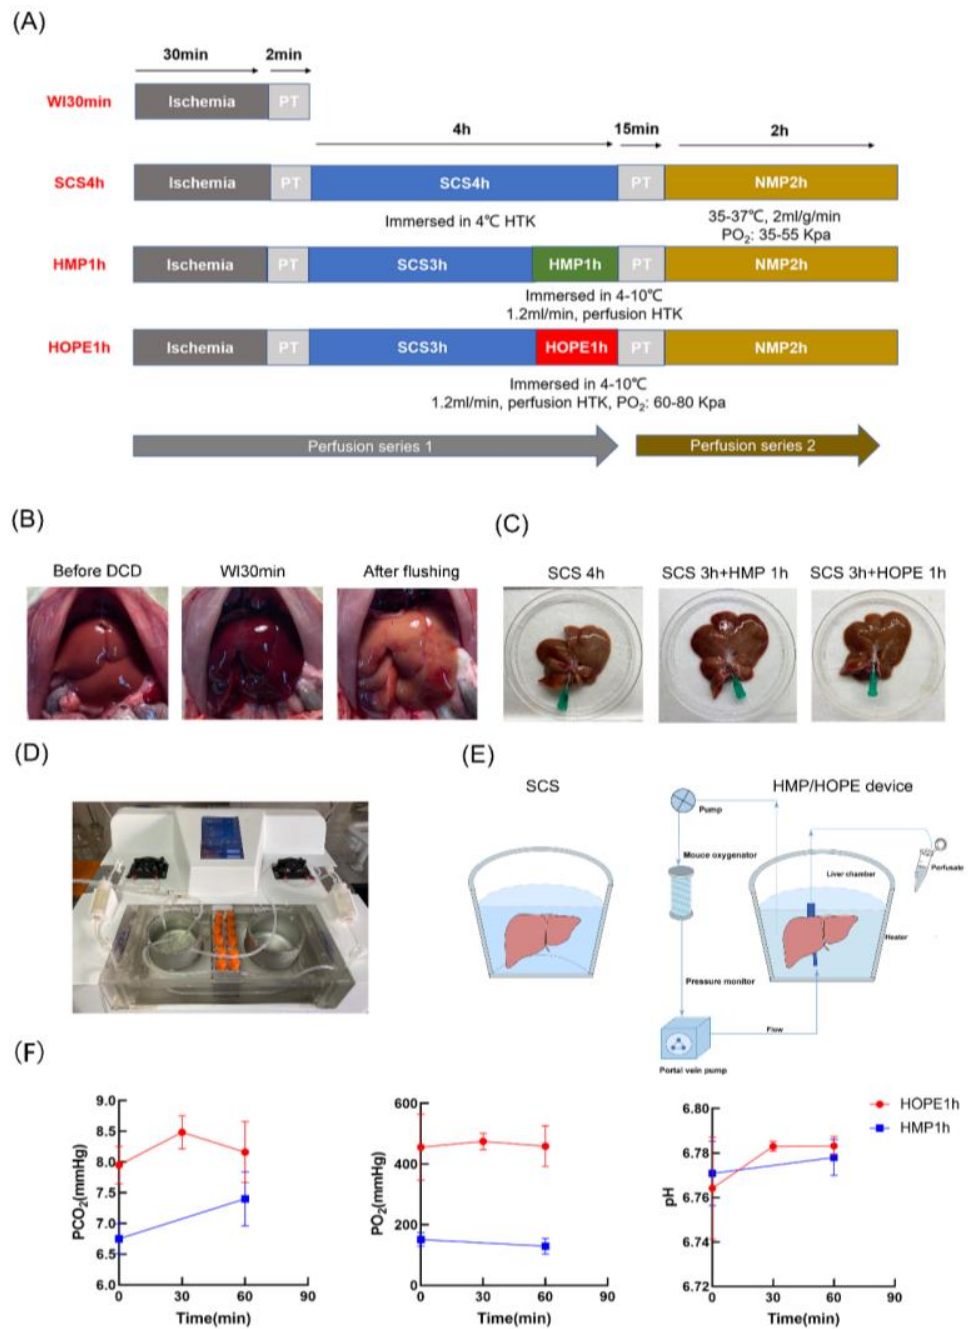 (A)
30min 2min
WI30min Ischemia PT
4h 15min 2h
SCS4h Ischemia PT SCS4h PT NMP2h
Immersed in 4℃ HTK
35-37℃, 2ml/g/min
PO₂: 35-55 Kpa
HMP1h Ischemia PT SCS3h HMP1h PT NMP2h
Immersed in 4-10℃
1.2ml/min, perfusion HTK
HOPE1h Ischemia PT SCS3h HOPE1h PT NMP2h
Immersed in 4-10℃
1.2ml/min, perfusion HTK, PO₂: 60-80 Kpa
Perfusion series 1 Perfusion series 2
(B)
Before DCD WI30min After flushing
(C)
SCS 4h SCS 3h+HMP 1h SCS 3h+HOPE 1h
(D)
(E)
SCS HMP/HOPE device
Pump
Mouce oxygenator
Liver chamber
Porfusate
Heater
Pressure monitor
Flow
Portal vein pump
(F)
PCO₂(mmHg)
9.0
8.5
8.0
7.5
7.0
6.5
6.0
0 30 60 90
Time(min)
PO₂(mmHg)
600
400
200
0
0 30 60 90
Time(min)
pH
6.80
6.78
6.76
6.74
6.72
0 30 60 90
Time(min)
HOPE1h
HMP1h